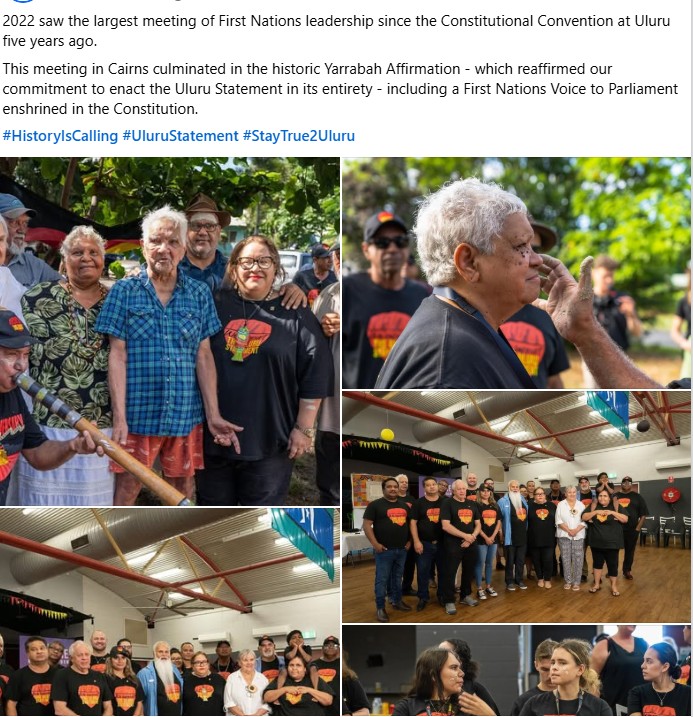 2022 saw the largest meeting of First Nations leadership since the Constitutional Convention at Uluru
five years ago.
This meeting in Cairns culminated in the historic Yarrabah Affirmation - which reaffirmed our
commitment to enact the Uluru Statement in its entirety - including a First Nations Voice to Parliament
enshrined in the Constitution.
#HistoryIsCalling #UluruStatement #StayTrue2Uluru